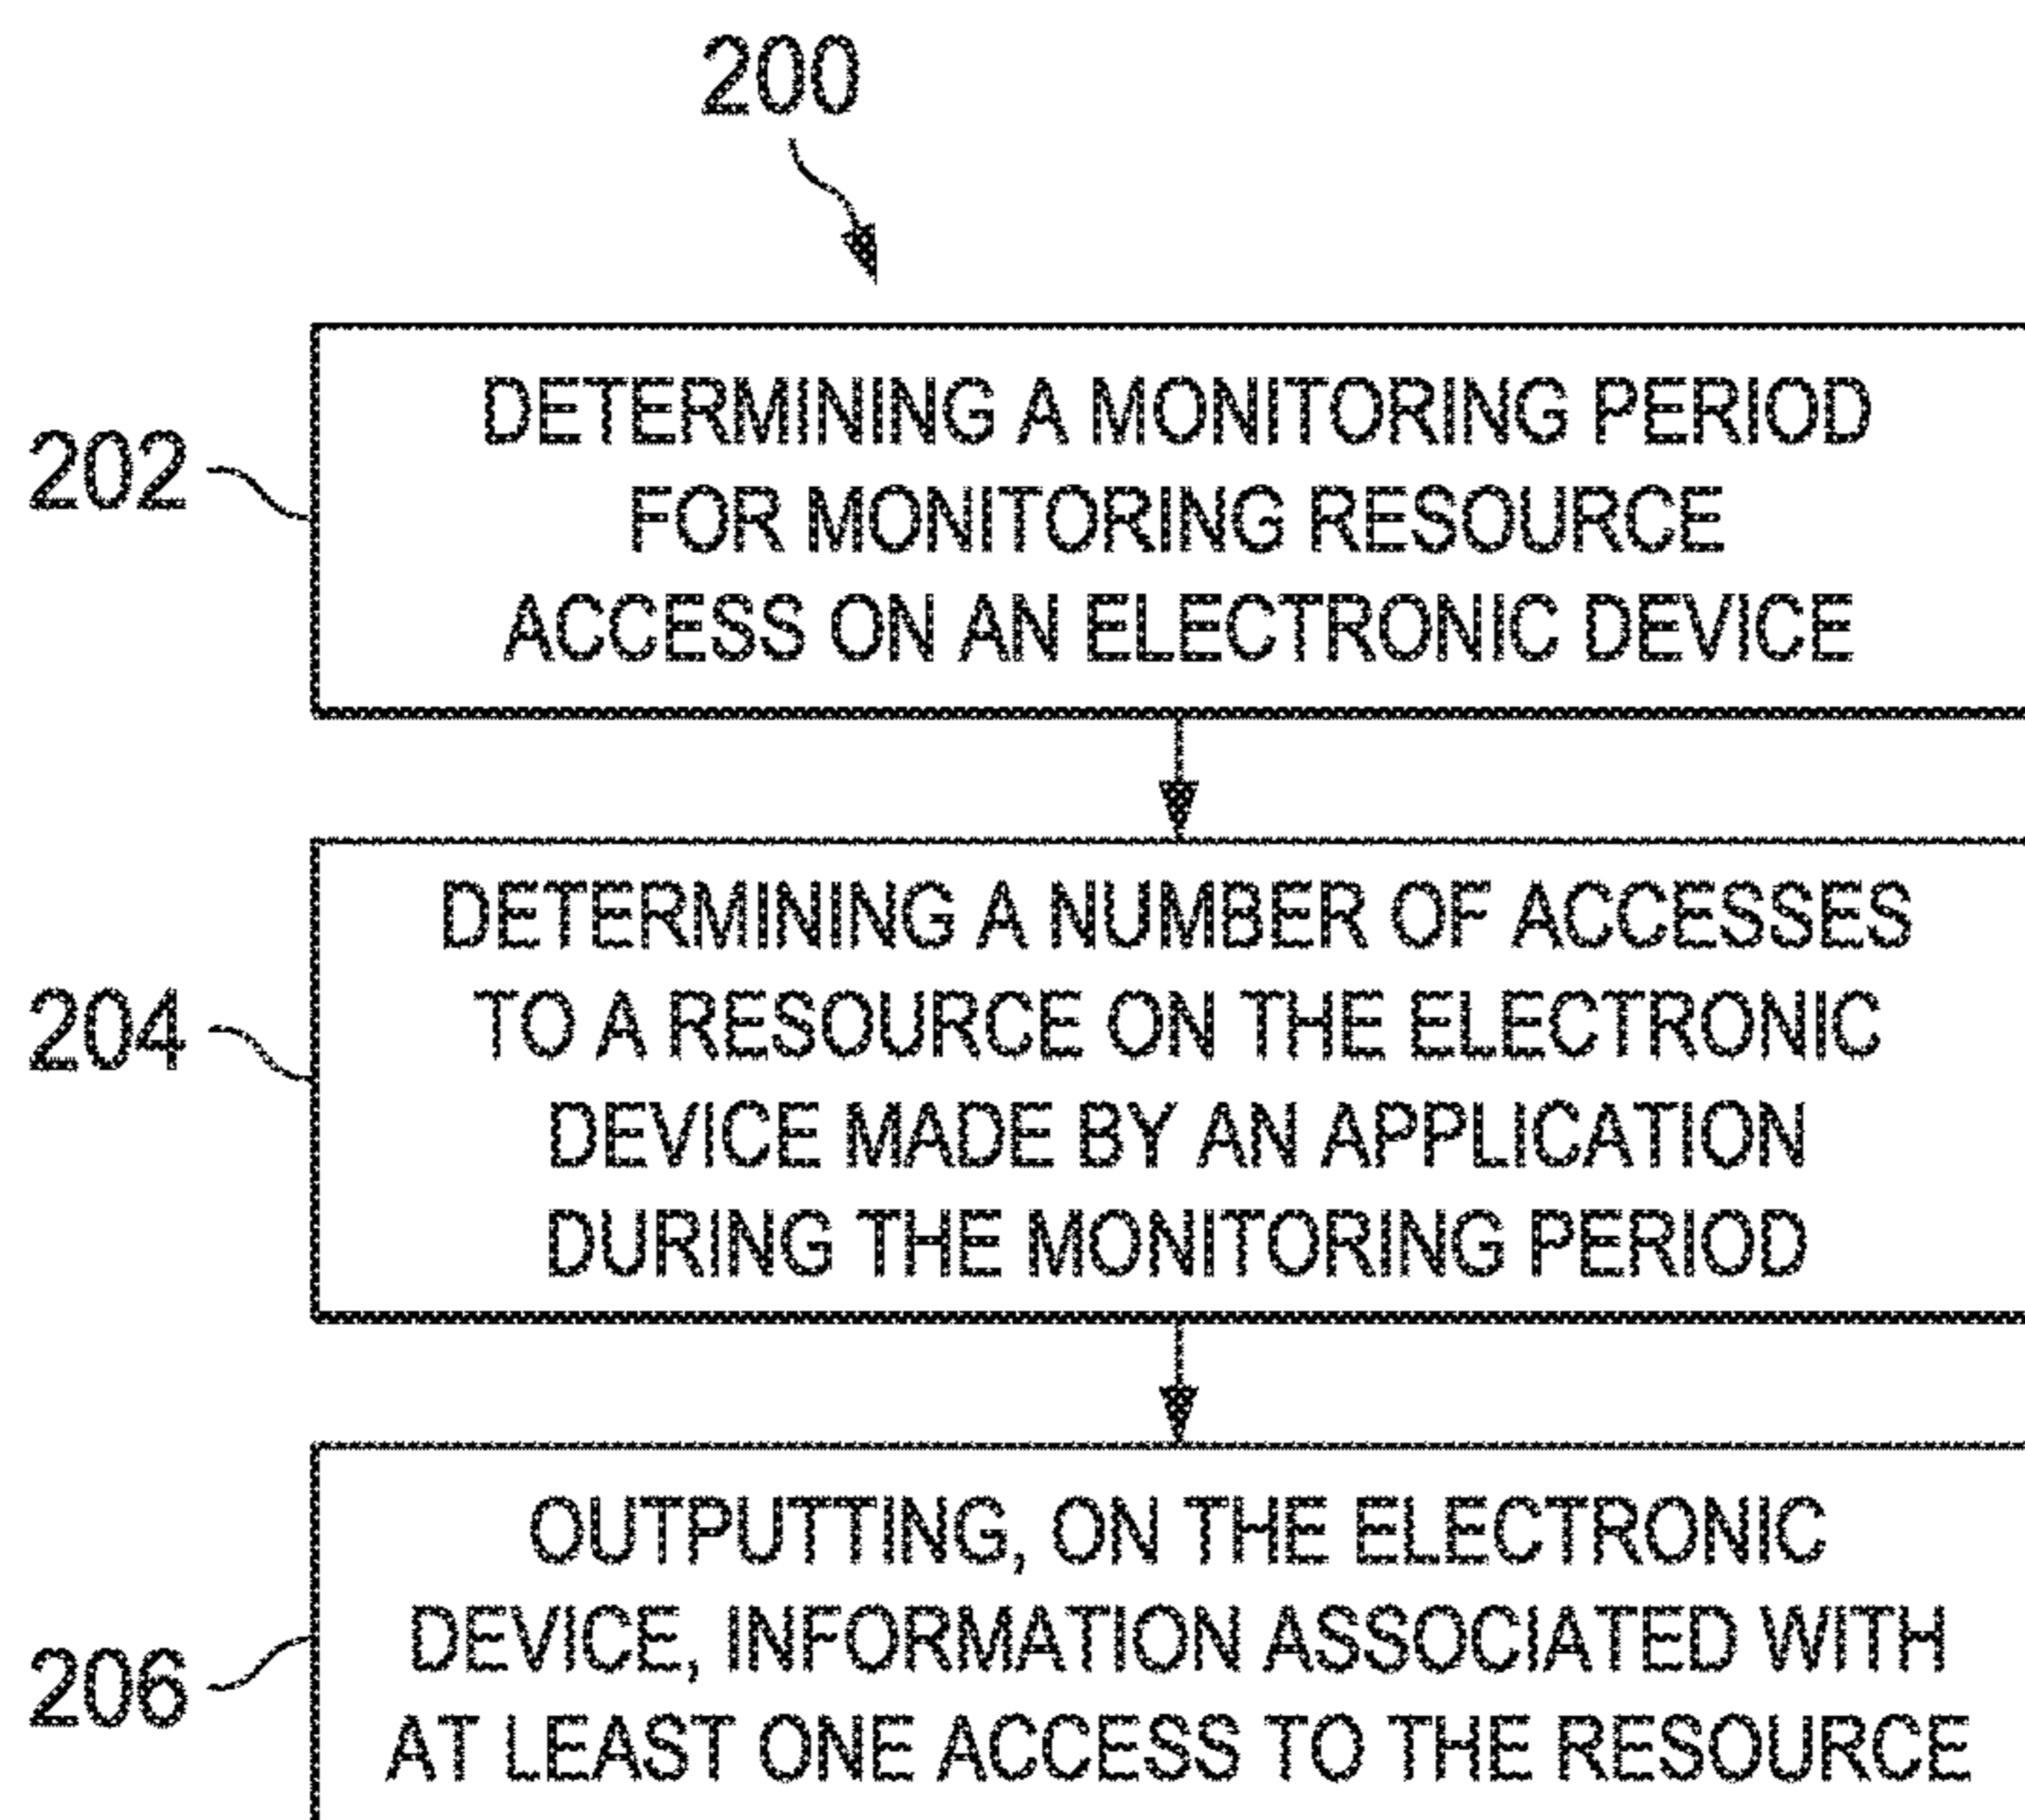 200
202
DETERMINING A MONITORING PERIOD
FOR MONITORING RESOURCE
ACCESS ON AN ELECTRONIC DEVICE
204
DETERMINING A NUMBER OF ACCESSES
TO A RESOURCE ON THE ELECTRONIC
DEVICE MADE BY AN APPLICATION
DURING THE MONITORING PERIOD
206
OUTPUTTING, ON THE ELECTRONIC
DEVICE, INFORMATION ASSOCIATED WITH
AT LEAST ONE ACCESS TO THE RESOURCE